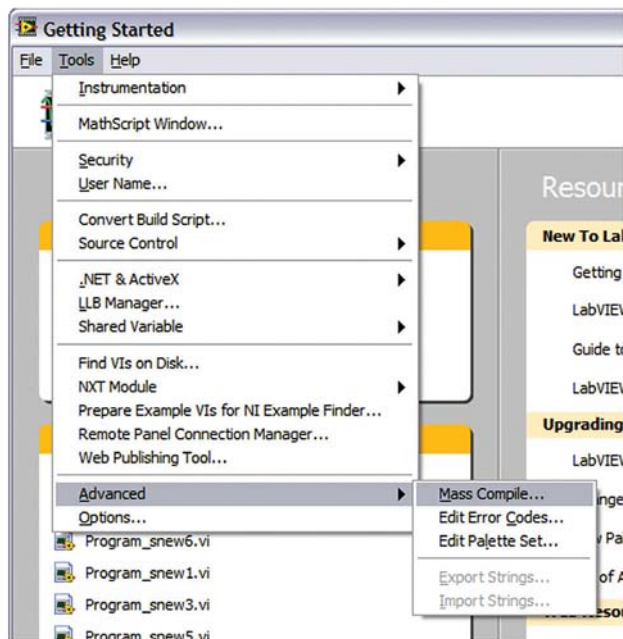 Getting Started
File Tools Help
Instrumentation
MathScript Window...
Security
User Name...
Convert Build Script...
Source Control
.NET & ActiveX
LLB Manager...
Shared Variable
Find VIs on Disk...
NXT Module
Prepare Example VIs for NI Example Finder...
Remote Panel Connection Manager...
Web Publishing Tool...
Advanced
Options...
Mass Compile...
Edit Error Codes...
Edit Palette Set...
Export Strings...
Import Strings...
Program_snew6.vi
Program_snew1.vi
Program_snew3.vi
Program_snew5.vi
Resour
New To La
Getting
LabVIEW
Guide to
LabVIEW
Upgrading
LabVIEW
of A